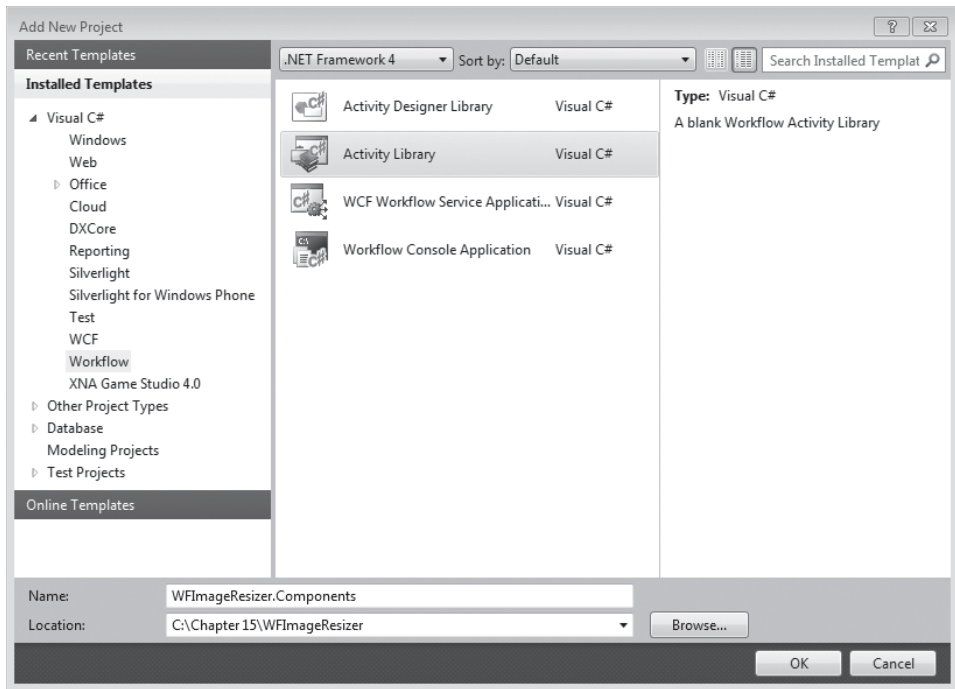 Add New Project
Recent Templates
Installed Templates
Visual C#
Windows
Web
Office
Cloud
DXCore
Reporting
Silverlight
Silverlight for Windows Phone
Test
WCF
Workflow
XNA Game Studio 4.0
Other Project Types
Database
Modeling Projects
Test Projects
Online Templates
.NET Framework 4 Sort by: Default Search Installed Templat
Activity Designer Library Visual C#
Activity Library Visual C#
WCF Workflow Service Applicati... Visual C#
Workflow Console Application Visual C#
Type: Visual C#
A blank Workflow Activity Library
Name: WFImageResizer.Components
Location: C:\Chapter 15\WFImageResizer Browse...
OK Cancel